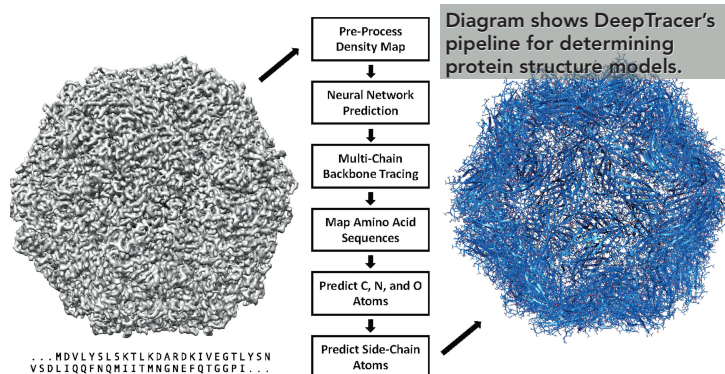 Diagram shows DeepTracer's
pipeline for determining
protein structure models.
Pre-Process
Density Map
Neural Network
Prediction
Multi-Chain
Backbone Tracing
Map Amino Acid
Sequences
Predict C, N, and O
Atoms
Predict Side-Chain
Atoms
...MDVLYSLSKTLKDARDKIVEGTLYSN
VSDLIQQFNQMIITMNGNEFQTGGPI...